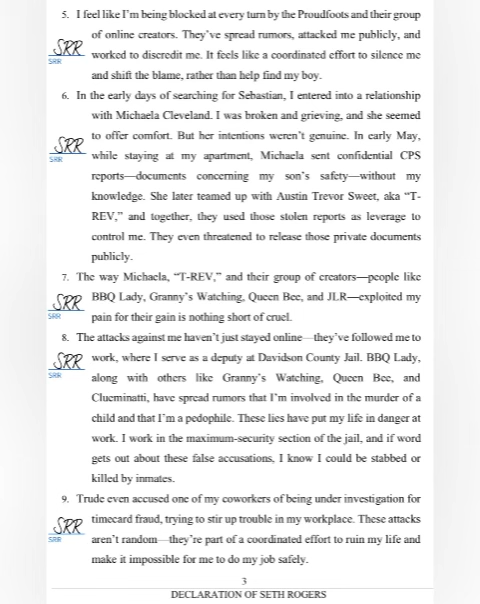 5. I feel like I'm being blocked at every turn by the Proudfoots and their group
of online creators. They've spread rumors, attacked me publicly, and
SRR
SRR
worked to discredit me. It feels like a coordinated effort to silence me
and shift the blame, rather than help find my boy.
6. In the early days of searching for Sebastian, I entered into a relationship
with Michaela Cleveland. I was broken and grieving, and she seemed
SRR
SRR
to offer comfort. But her intentions weren't genuine. In early May,
while staying at my apartment, Michaela sent confidential CPS
reports—documents concerning my son's safety—without my
knowledge. She later teamed up with Austin Trevor Sweet, aka "T-
REV," and together, they used those stolen reports as leverage to
control me. They even threatened to release those private documents
publicly.
7. The way Michaela, "T-REV," and their group of creators—people like
SRR
SRR
BBQ Lady, Granny's Watching, Queen Bee, and JLR—exploited my
pain for their gain is nothing short of cruel.
8. The attacks against me haven't just stayed online—they've followed me to
SRR
SRR
work, where I serve as a deputy at Davidson County Jail. BBQ Lady,
along with others like Granny's Watching, Queen Bee, and
Clueminatti, have spread rumors that I'm involved in the murder of a
child and that I'm a pedophile. These lies have put my life in danger at
work. I work in the maximum-security section of the jail, and if word
gets out about these false accusations, I know I could be stabbed or
killed by inmates.
9. Trude even accused one of my coworkers of being under investigation for
SRR
SRR
timecard fraud, trying to stir up trouble in my workplace. These attacks
aren't random—they're part of a coordinated effort to ruin my life and
make it impossible for me to do my job safely.
3
DECLARATION OF SETH ROGERS